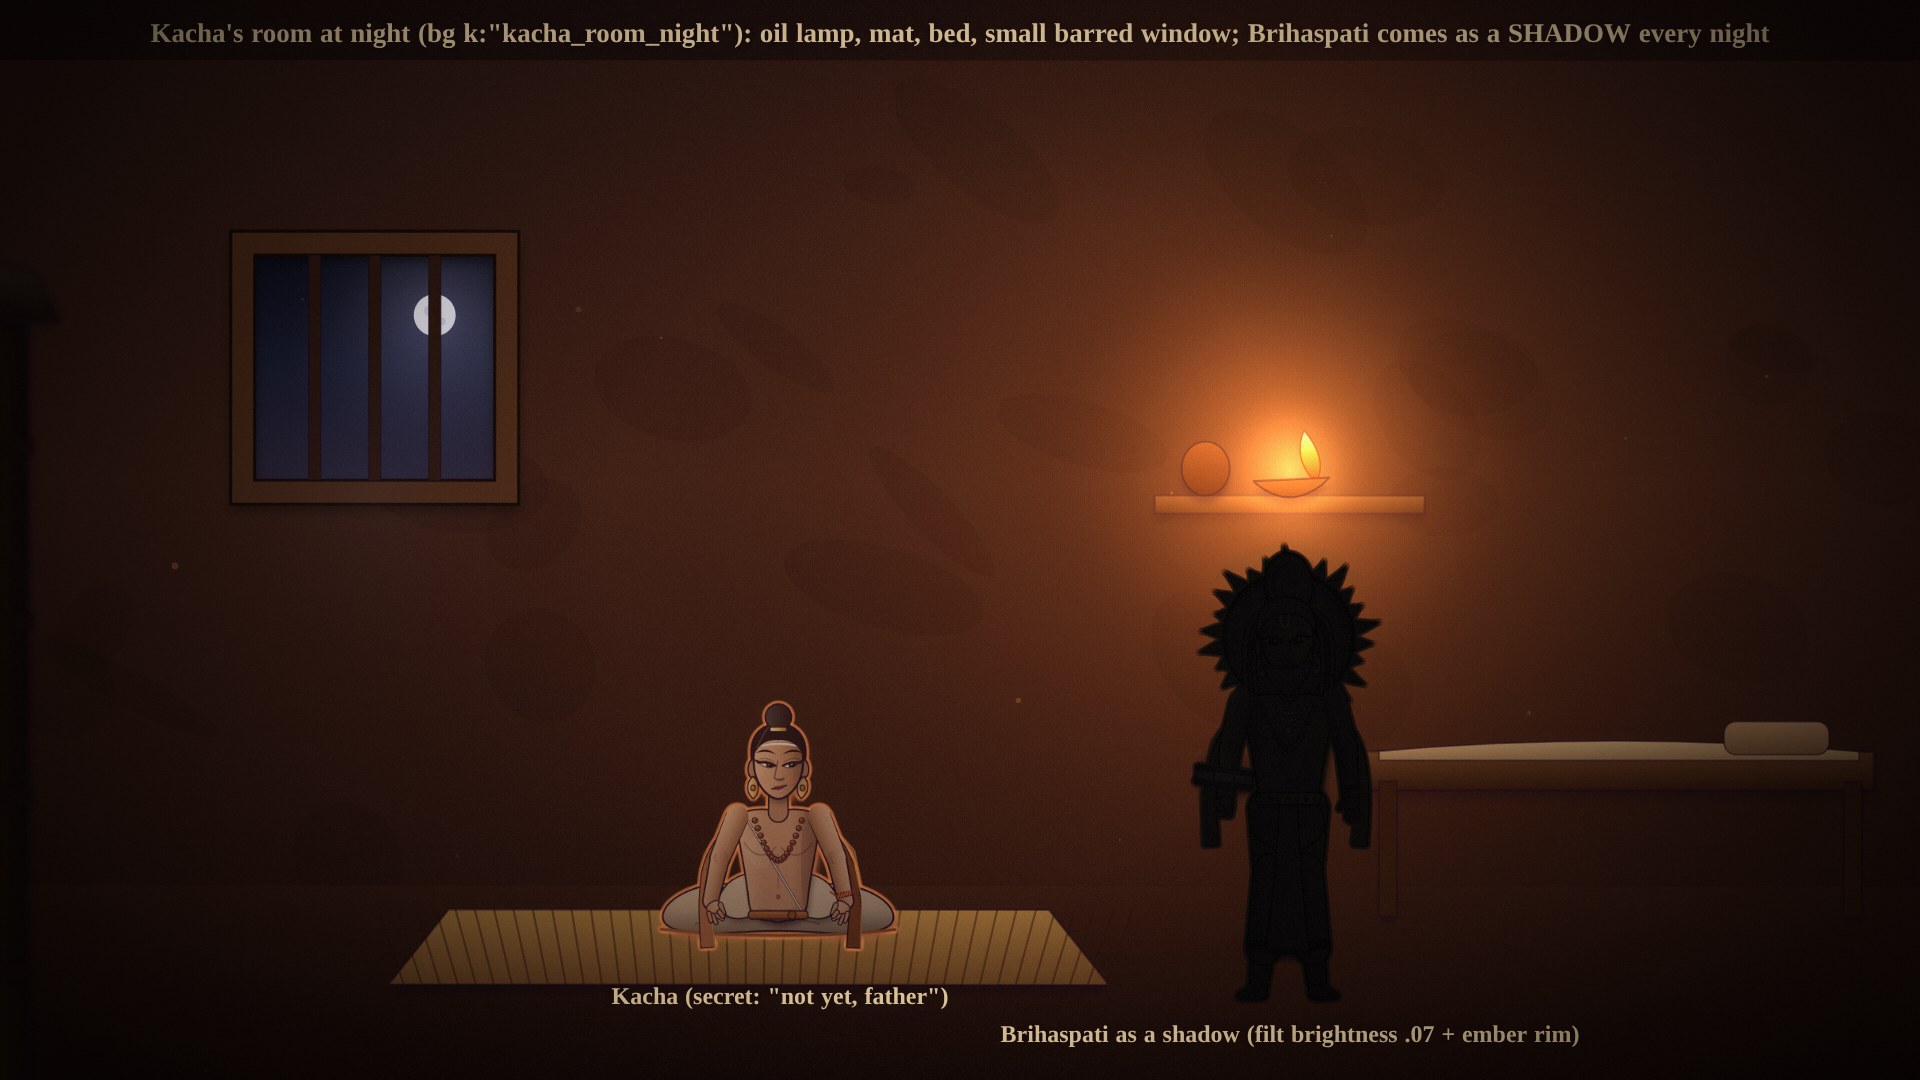 Kacha's room at night (bg k:"kacha_room_night"): oil lamp, mat, bed, small barred window; Brihaspati comes as a SHADOW every night
Kacha (secret: "not yet, father")
Brihaspati as a shadow (filt brightness .07 + ember rim)